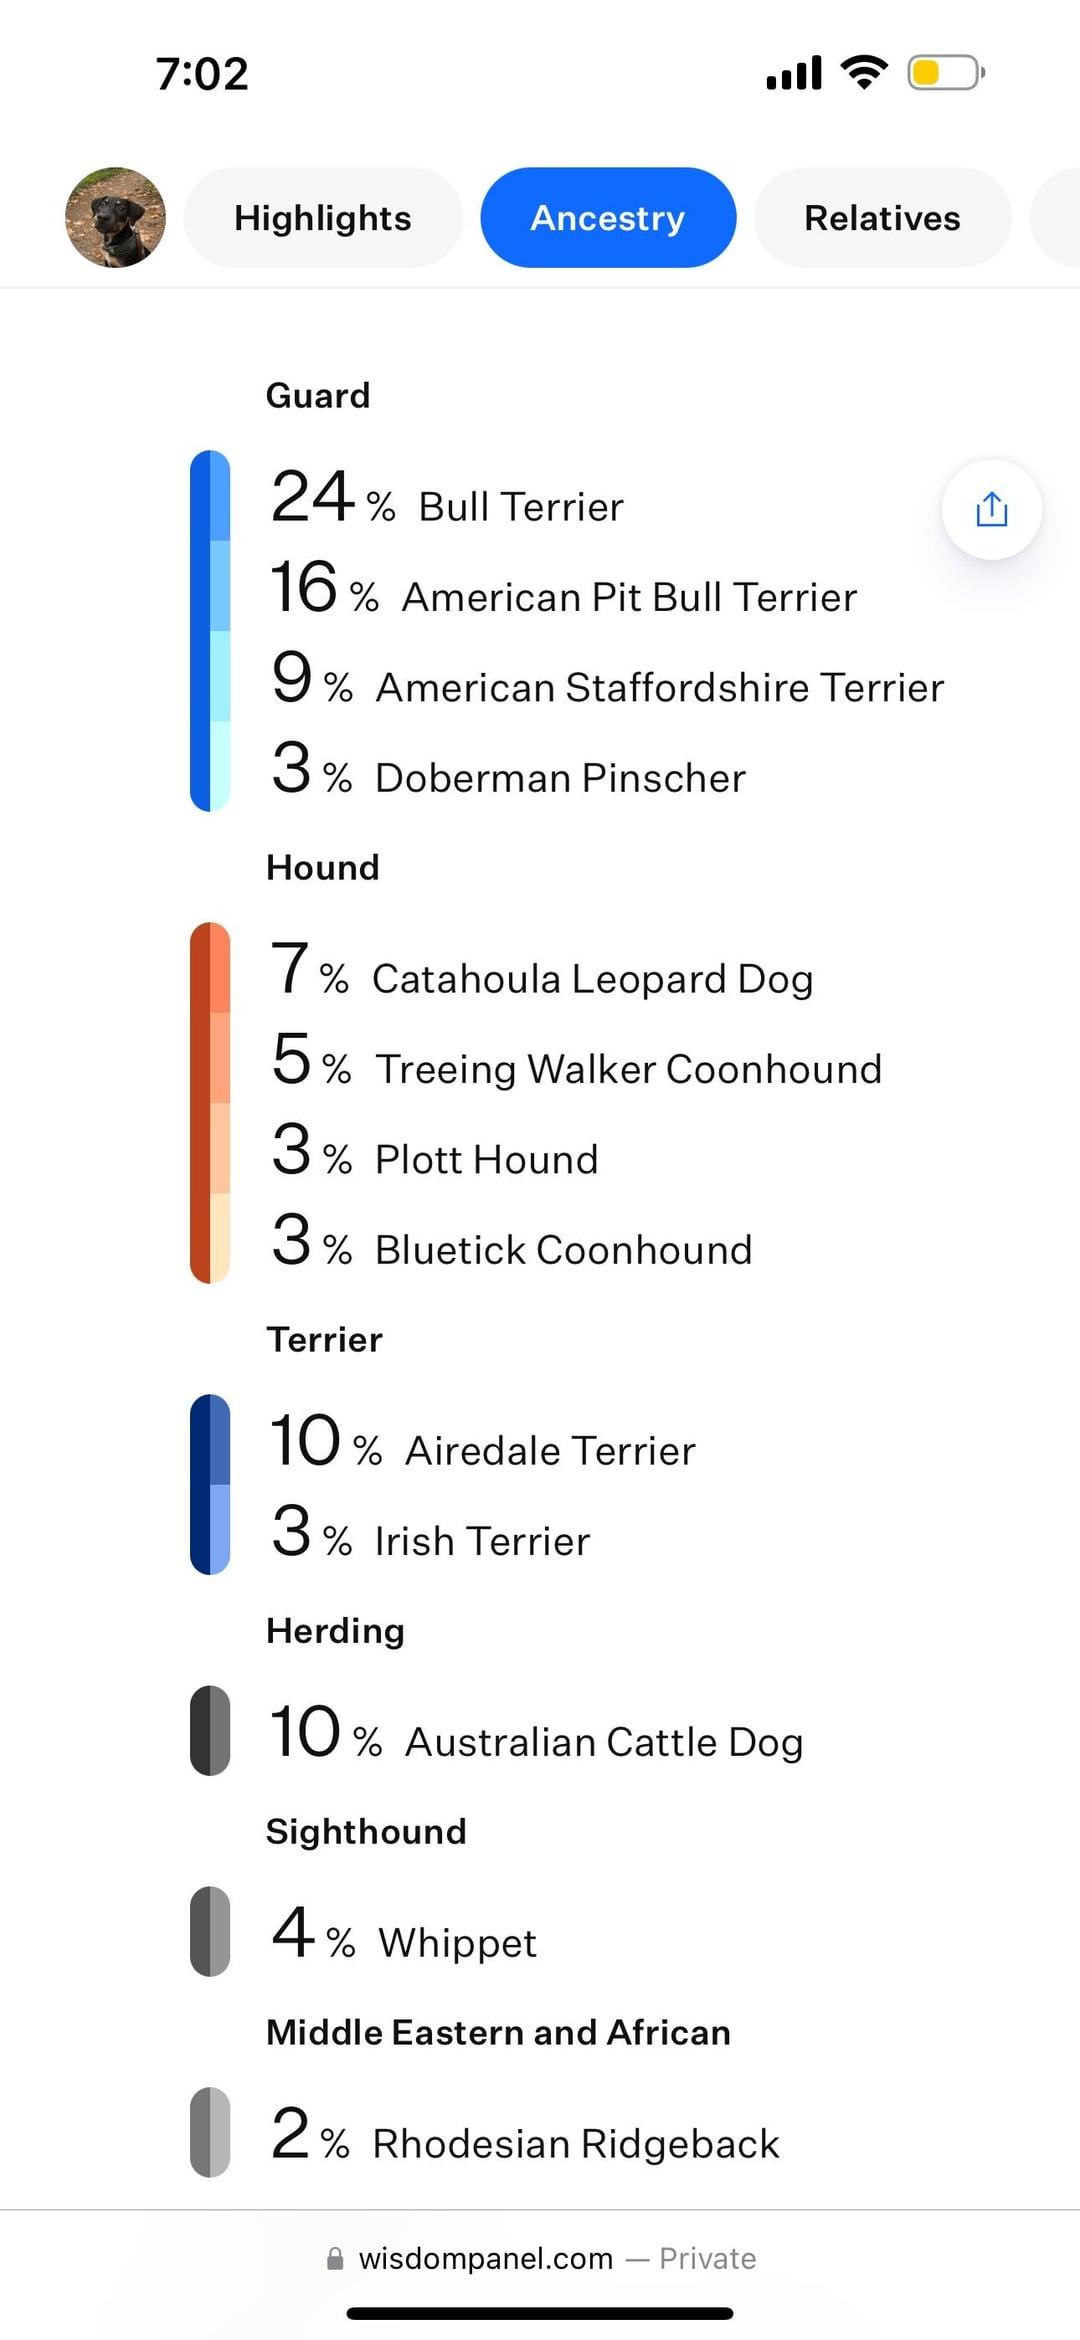 7:02
Highlights Ancestry Relatives
Guard
24 % Bull Terrier
16 % American Pit Bull Terrier
9 % American Staffordshire Terrier
3 % Doberman Pinscher
Hound
7 % Catahoula Leopard Dog
5 % Treeing Walker Coonhound
3 % Plott Hound
3 % Bluetick Coonhound
Terrier
10 % Airedale Terrier
3 % Irish Terrier
Herding
10 % Australian Cattle Dog
Sighthound
4 % Whippet
Middle Eastern and African
2 % Rhodesian Ridgeback
wisdompanel.com — Private